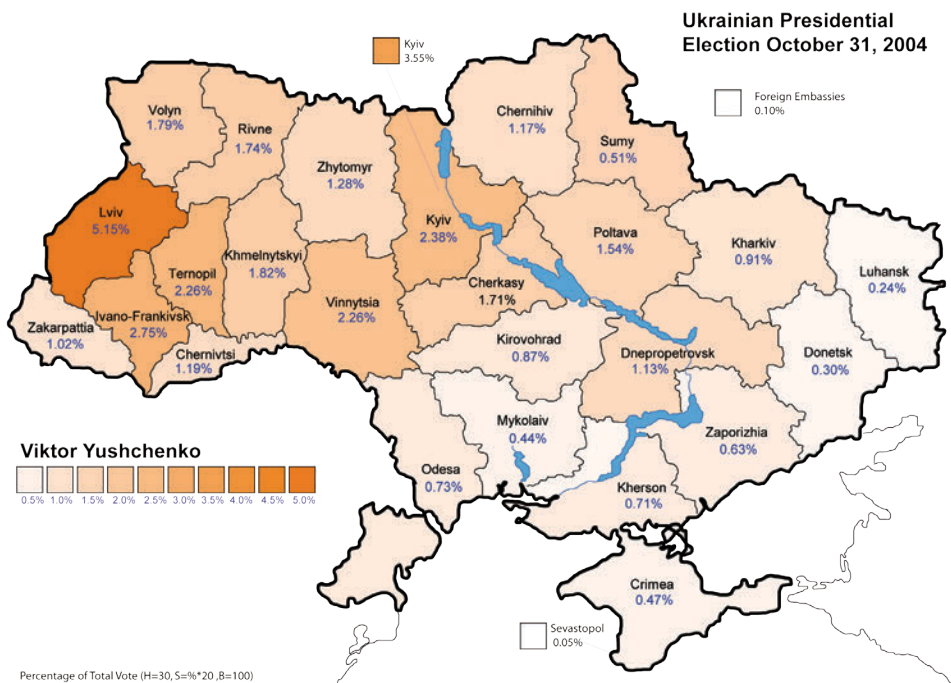 Ukrainian Presidential
Election October 31, 2004
Kyiv
3.55%
Foreign Embassies
0.10%
Volyn
1.79%
Rivne
1.74%
Zhytomyr
1.28%
Chernihiv
1.17%
Sumy
0.51%
Lviv
5.15%
Ternopil
2.26%
Khmelnytskyi
1.82%
Kyiv
2.38%
Poltava
1.54%
Kharkiv
0.91%
Luhansk
0.24%
Cherkasy
1.71%
Vinnytsia
2.26%
Ivano-Frankivsk
2.75%
Zakarpattia
1.02%
Chernivtsi
1.19%
Kirovohrad
0.87%
Dnepropetrovsk
1.13%
Donetsk
0.30%
Mykolaiv
0.44%
Zaporizhia
0.63%
Odesa
0.73%
Kherson
0.71%
Crimea
0.47%
Sevastopol
0.05%
Viktor Yushchenko
0.5% 1.0% 1.5% 2.0% 2.5% 3.0% 3.5% 4.0% 4.5% 5.0%
Percentage of Total Vote (H=30, S=%*20 ,B=100)